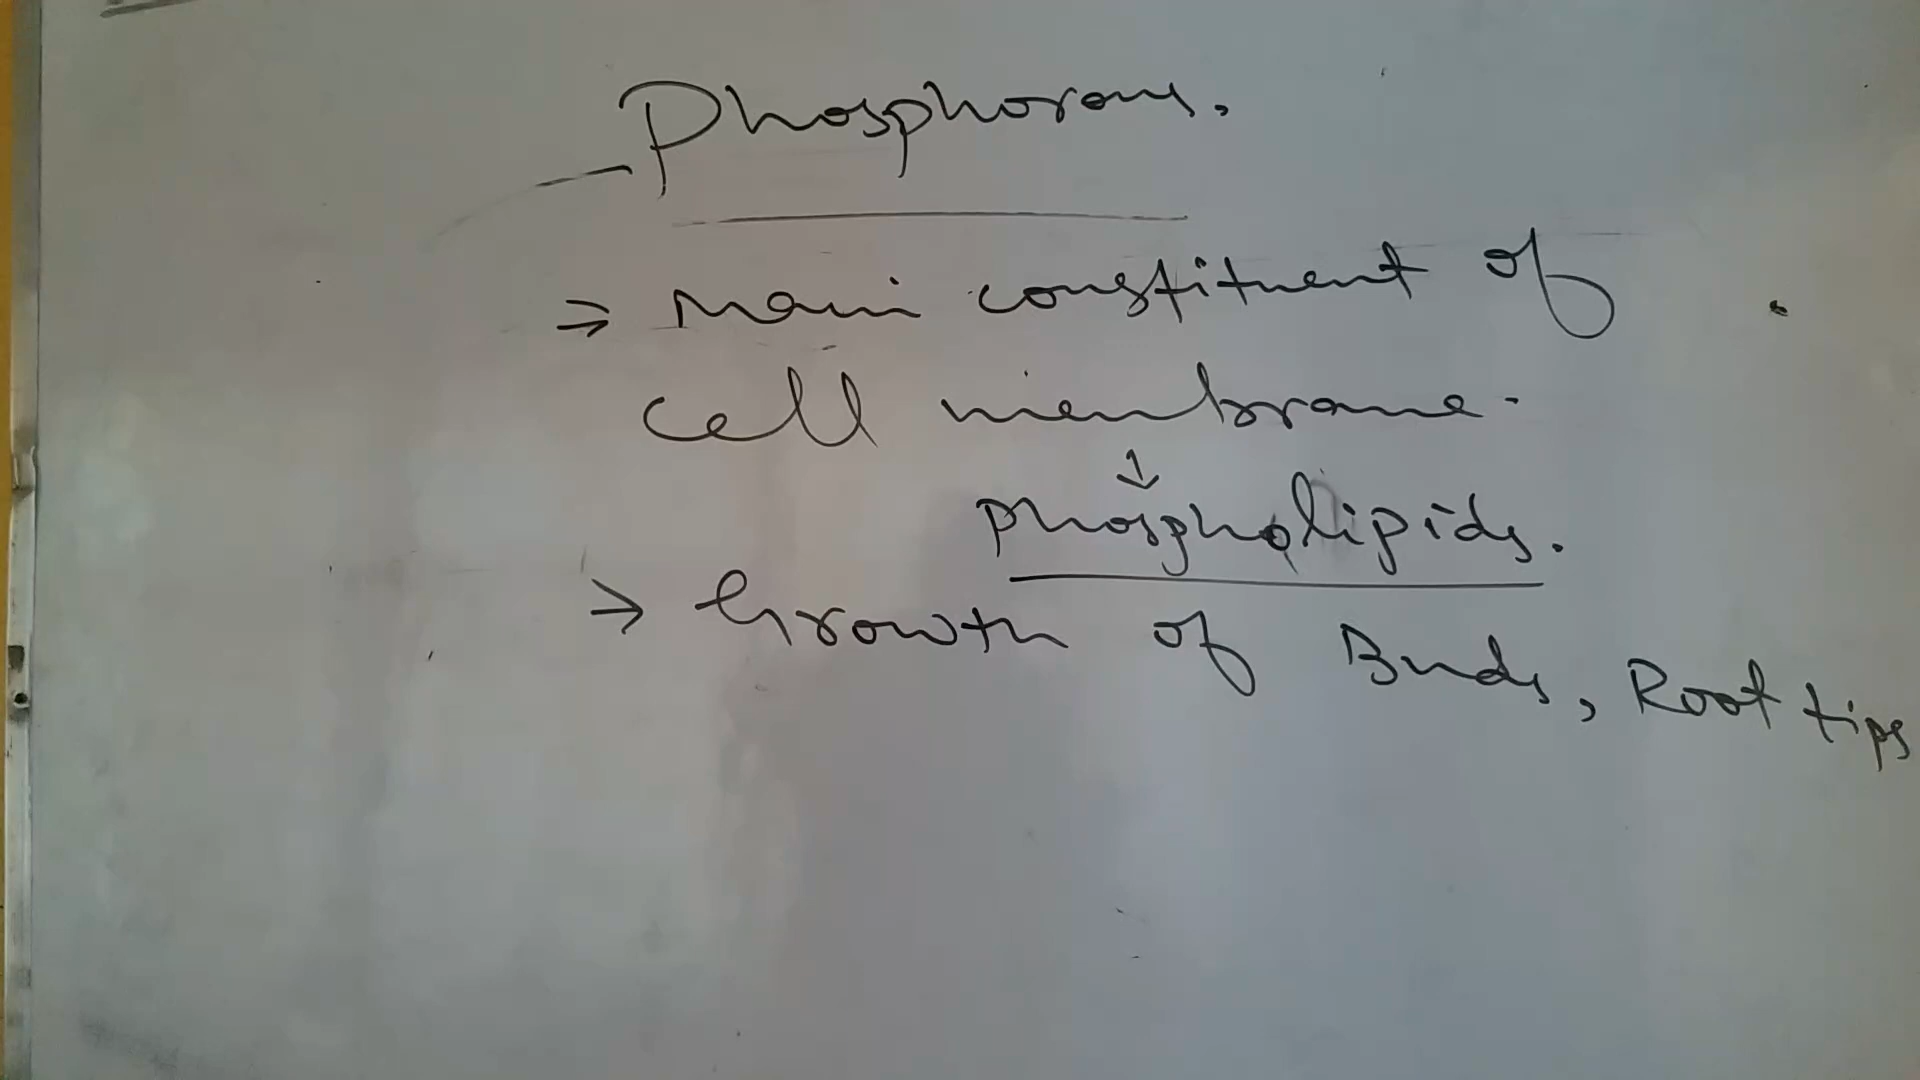 Phosphorous.
⇒ Main constituent of
cell membrane.
↓
phospholipids.
→ Growth of Buds, Root tips